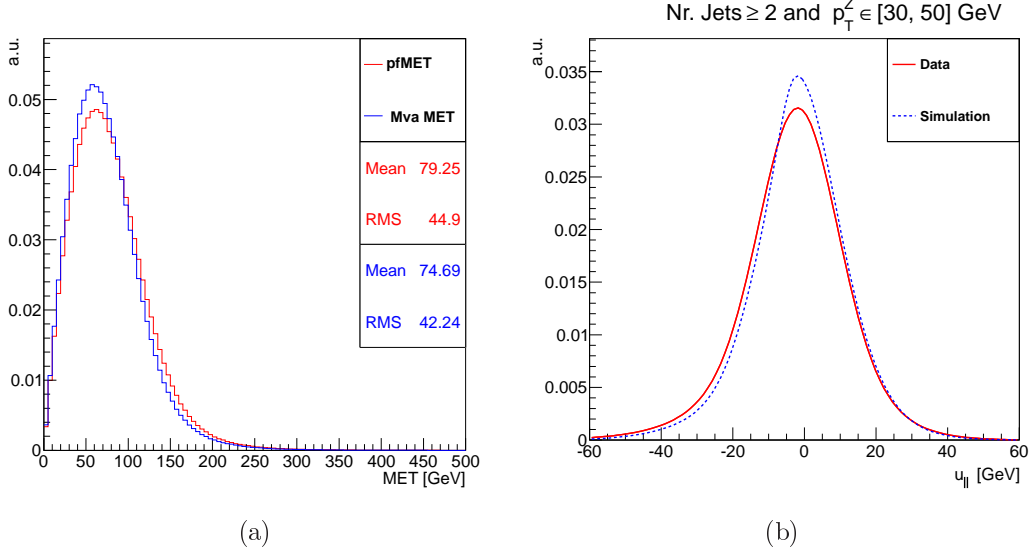 a.u.
0.05
0.04
0.03
0.02
0.01
0
0 50 100 150 200 250 300 350 400 450 500
MET [GeV]
pfMET
Mva MET
Mean 79.25
RMS 44.9
Mean 74.69
RMS 42.24
(a)
Nr. Jets ≥ 2 and p_T^Z ∈ [30, 50] GeV
a.u.
0.035
0.03
0.025
0.02
0.015
0.01
0.005
0
-60 -40 -20 0 20 40 60
u_|| [GeV]
Data
Simulation
(b)